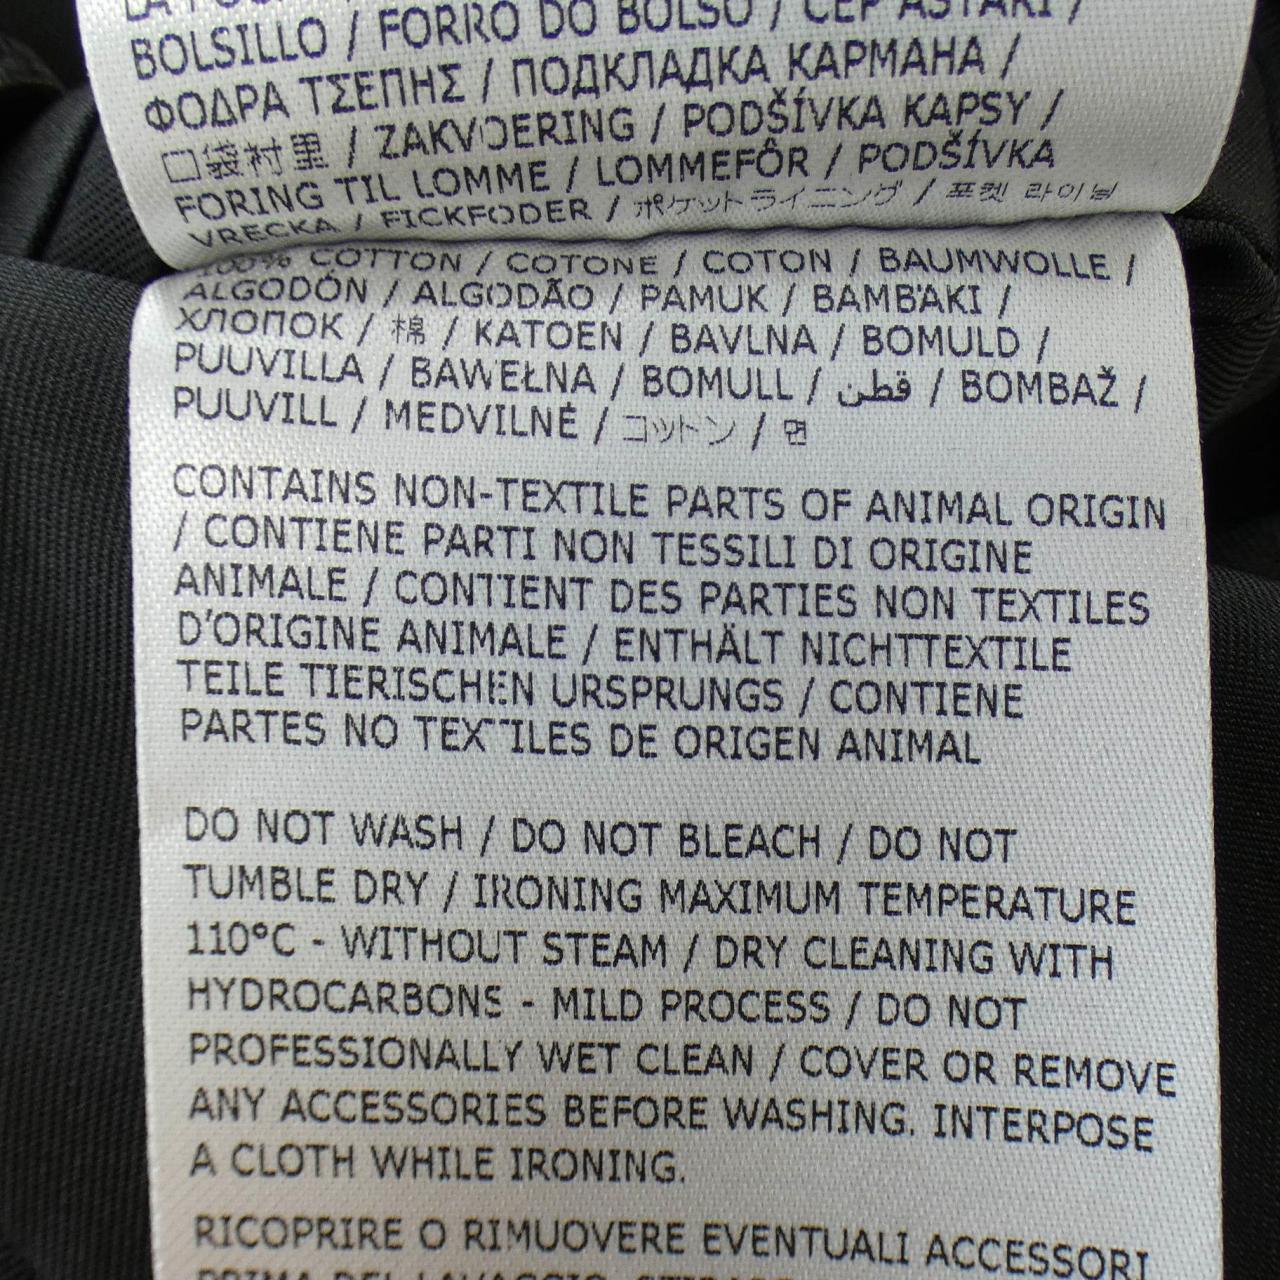 BOLSILLO / FORRO DO BOLSO / CEP ASTARI /
ΦΟΔΡΑ ΤΣΕΠΗΣ / ПОДКЛАДКА КАРМАНА /
口袋衬里 / ZAKVOERING / PODŠÍVKA KAPSY /
FORING TIL LOMME / LOMMEFÔR / PODŠÍVKA
VRECKA / FICKFODER / ポケットライニング / 포켓 라이닝
100% COTTON / COTONE / COTON / BAUMWOLLE /
ALGODÓN / ALGODÃO / PAMUK / BAMBAKI /
ХЛОПОК / 棉 / KATOEN / BAVLNA / BOMULD /
PUUVILLA / BAWEŁNA / BOMULL / قطن / BOMBAŽ /
PUUVILL / MEDVILNĖ / コットン / 면
CONTAINS NON-TEXTILE PARTS OF ANIMAL ORIGIN
/ CONTIENE PARTI NON TESSILI DI ORIGINE
ANIMALE / CONTIENT DES PARTIES NON TEXTILES
D'ORIGINE ANIMALE / ENTHÄLT NICHTTEXTILE
TEILE TIERISCHEN URSPRUNGS / CONTIENE
PARTES NO TEXTILES DE ORIGEN ANIMAL
DO NOT WASH / DO NOT BLEACH / DO NOT
TUMBLE DRY / IRONING MAXIMUM TEMPERATURE
110°C - WITHOUT STEAM / DRY CLEANING WITH
HYDROCARBONS - MILD PROCESS / DO NOT
PROFESSIONALLY WET CLEAN / COVER OR REMOVE
ANY ACCESSORIES BEFORE WASHING. INTERPOSE
A CLOTH WHILE IRONING.
RICOPRIRE O RIMUOVERE EVENTUALI ACCESSORI